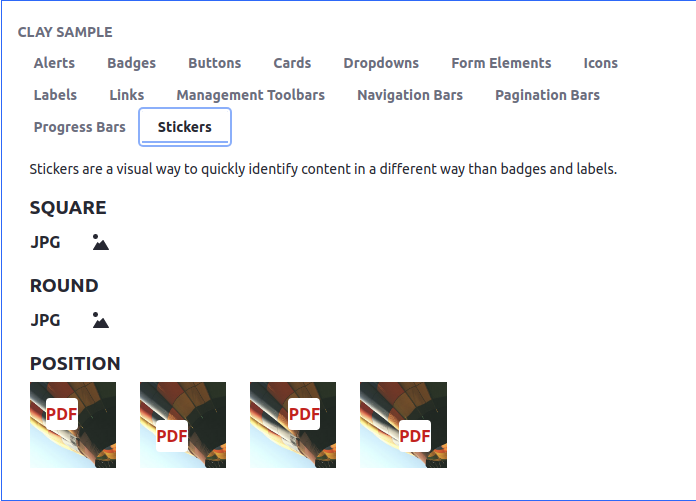 CLAY SAMPLE
Alerts Badges Buttons Cards Dropdowns Form Elements Icons
Labels Links Management Toolbars Navigation Bars Pagination Bars
Progress Bars Stickers
Stickers are a visual way to quickly identify content in a different way than badges and labels.
SQUARE
JPG
ROUND
JPG
POSITION
PDF PDF PDF PDF